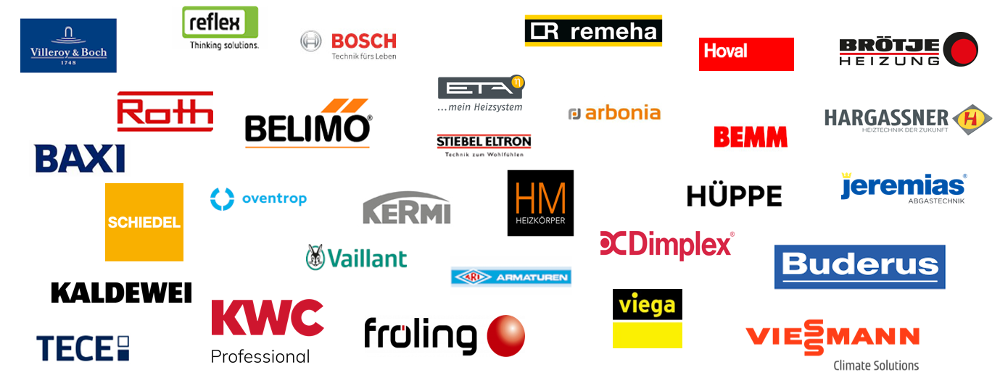 Villeroy & Boch
1748
reflex
Thinking solutions.
BOSCH
Technik fürs Leben
remeha
Hoval
BRÖTJE
HEIZUNG
Roth
BELIMO®
ETA η
...mein Heizsystem
arbonia
HARGASSNER H
HEIZTECHNIK DER ZUKUNFT
BAXI
STIEBEL ELTRON
Technik zum Wohlfühlen
BEMM
SCHIEDEL
oventrop
KERMI
HM
HEIZKÖRPER
HÜPPE
jeremias®
ABGASTECHNIK
Vaillant
ARI ARMATUREN
Dimplex®
Buderus
KALDEWEI
KWC
Professional
fröling
viega
TECE
VIESSMANN
Climate Solutions